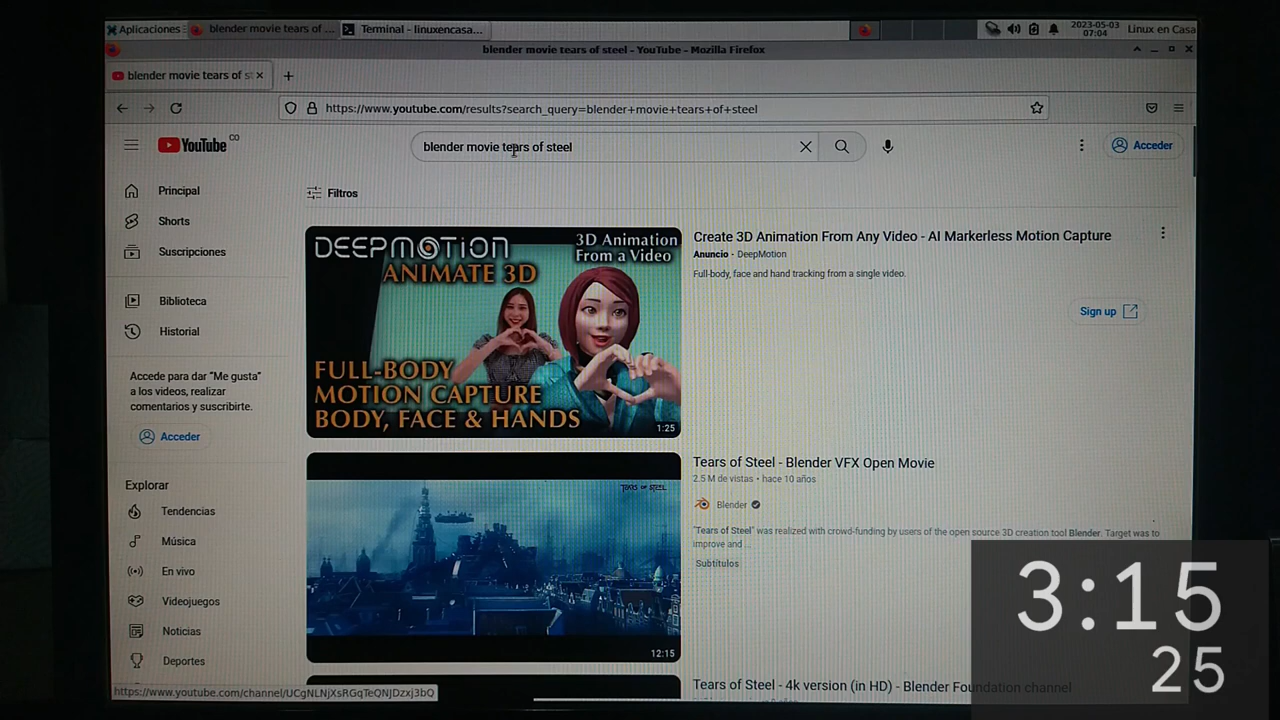 Aplicaciones
blender movie tears of ...
Terminal - linuxencasa...
2023-05-03
07:04
Linux en Casa
blender movie tears of steel - YouTube - Mozilla Firefox
blender movie tears of s
https://www.youtube.com/results?search_query=blender+movie+tears+of+steel
YouTube CO
blender movie tears of steel
Acceder
Principal
Shorts
Suscripciones
Biblioteca
Historial
Accede para dar “Me gusta”
a los videos, realizar
comentarios y suscribirte.
Acceder
Explorar
Tendencias
Música
En vivo
Videojuegos
Noticias
Deportes
Filtros
DEEPMOTION
ANIMATE 3D
3D Animation
From a Video
FULL-BODY
MOTION CAPTURE
BODY, FACE & HANDS
1:25
Create 3D Animation From Any Video - AI Markerless Motion Capture
Anuncio · DeepMotion
Full-body, face and hand tracking from a single video.
Sign up
TEARS OF STEEL
12:15
Tears of Steel - Blender VFX Open Movie
2.5 M de vistas • hace 10 años
Blender
"Tears of Steel" was realized with crowd-funding by users of the open source 3D creation tool Blender. Target was to
improve and ...
Subtítulos
Tears of Steel - 4k version (in HD) - Blender Foundation channel
https://www.youtube.com/channel/UCgNLNjXsRGqTeQNJDzxj3bQ
3:15
25